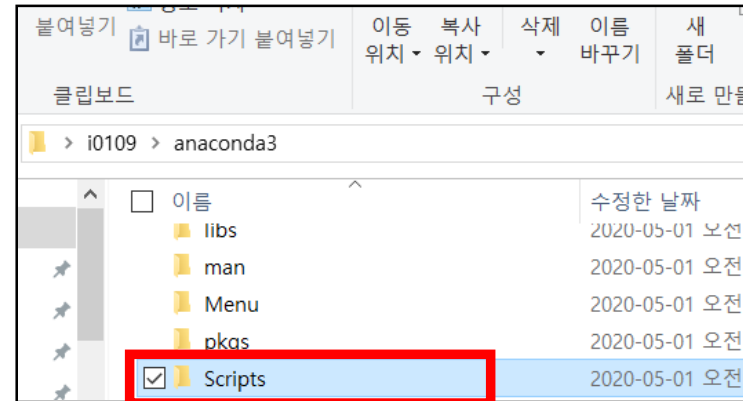 붙여넣기
바로 가기 붙여넣기
이동 위치 복사 위치 삭제 이름 바꾸기 새 폴더
클립보드 구성 새로 만들
i0109 > anaconda3
이름 수정한 날짜
libs 2020-05-01 오전
man 2020-05-01 오전
Menu 2020-05-01 오전
pkgs 2020-05-01 오전
Scripts 2020-05-01 오전